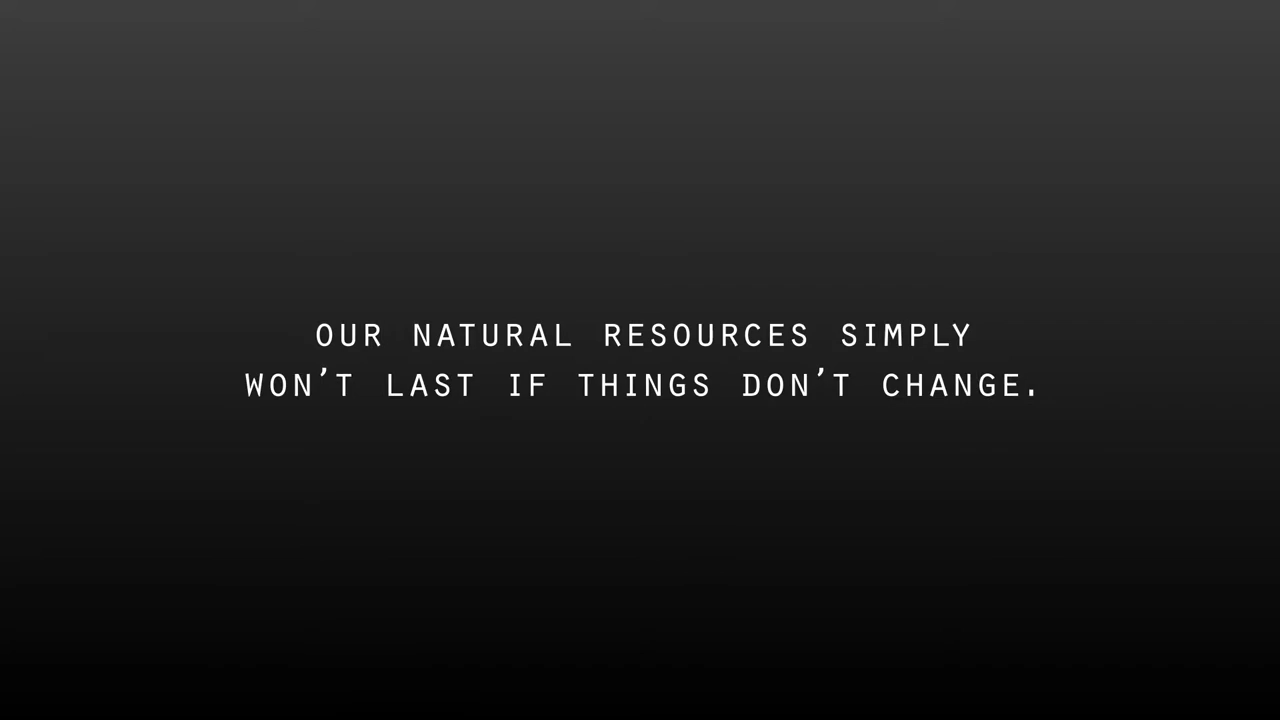 OUR NATURAL RESOURCES SIMPLY
WON’T LAST IF THINGS DON’T CHANGE.